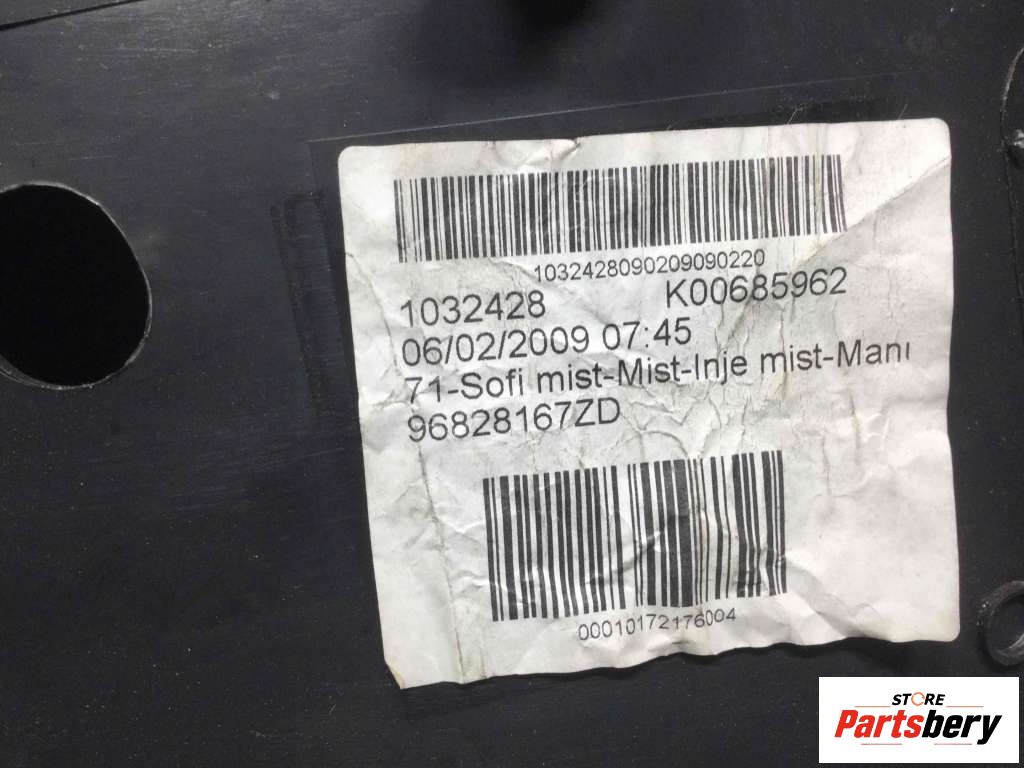 1032428090209090220
1032428 K00685962
06/02/2009 07:45
71-Sofi mist-Mist-Inje mist-Manı
96828167ZD
00010172176004
STORE
Partsbery